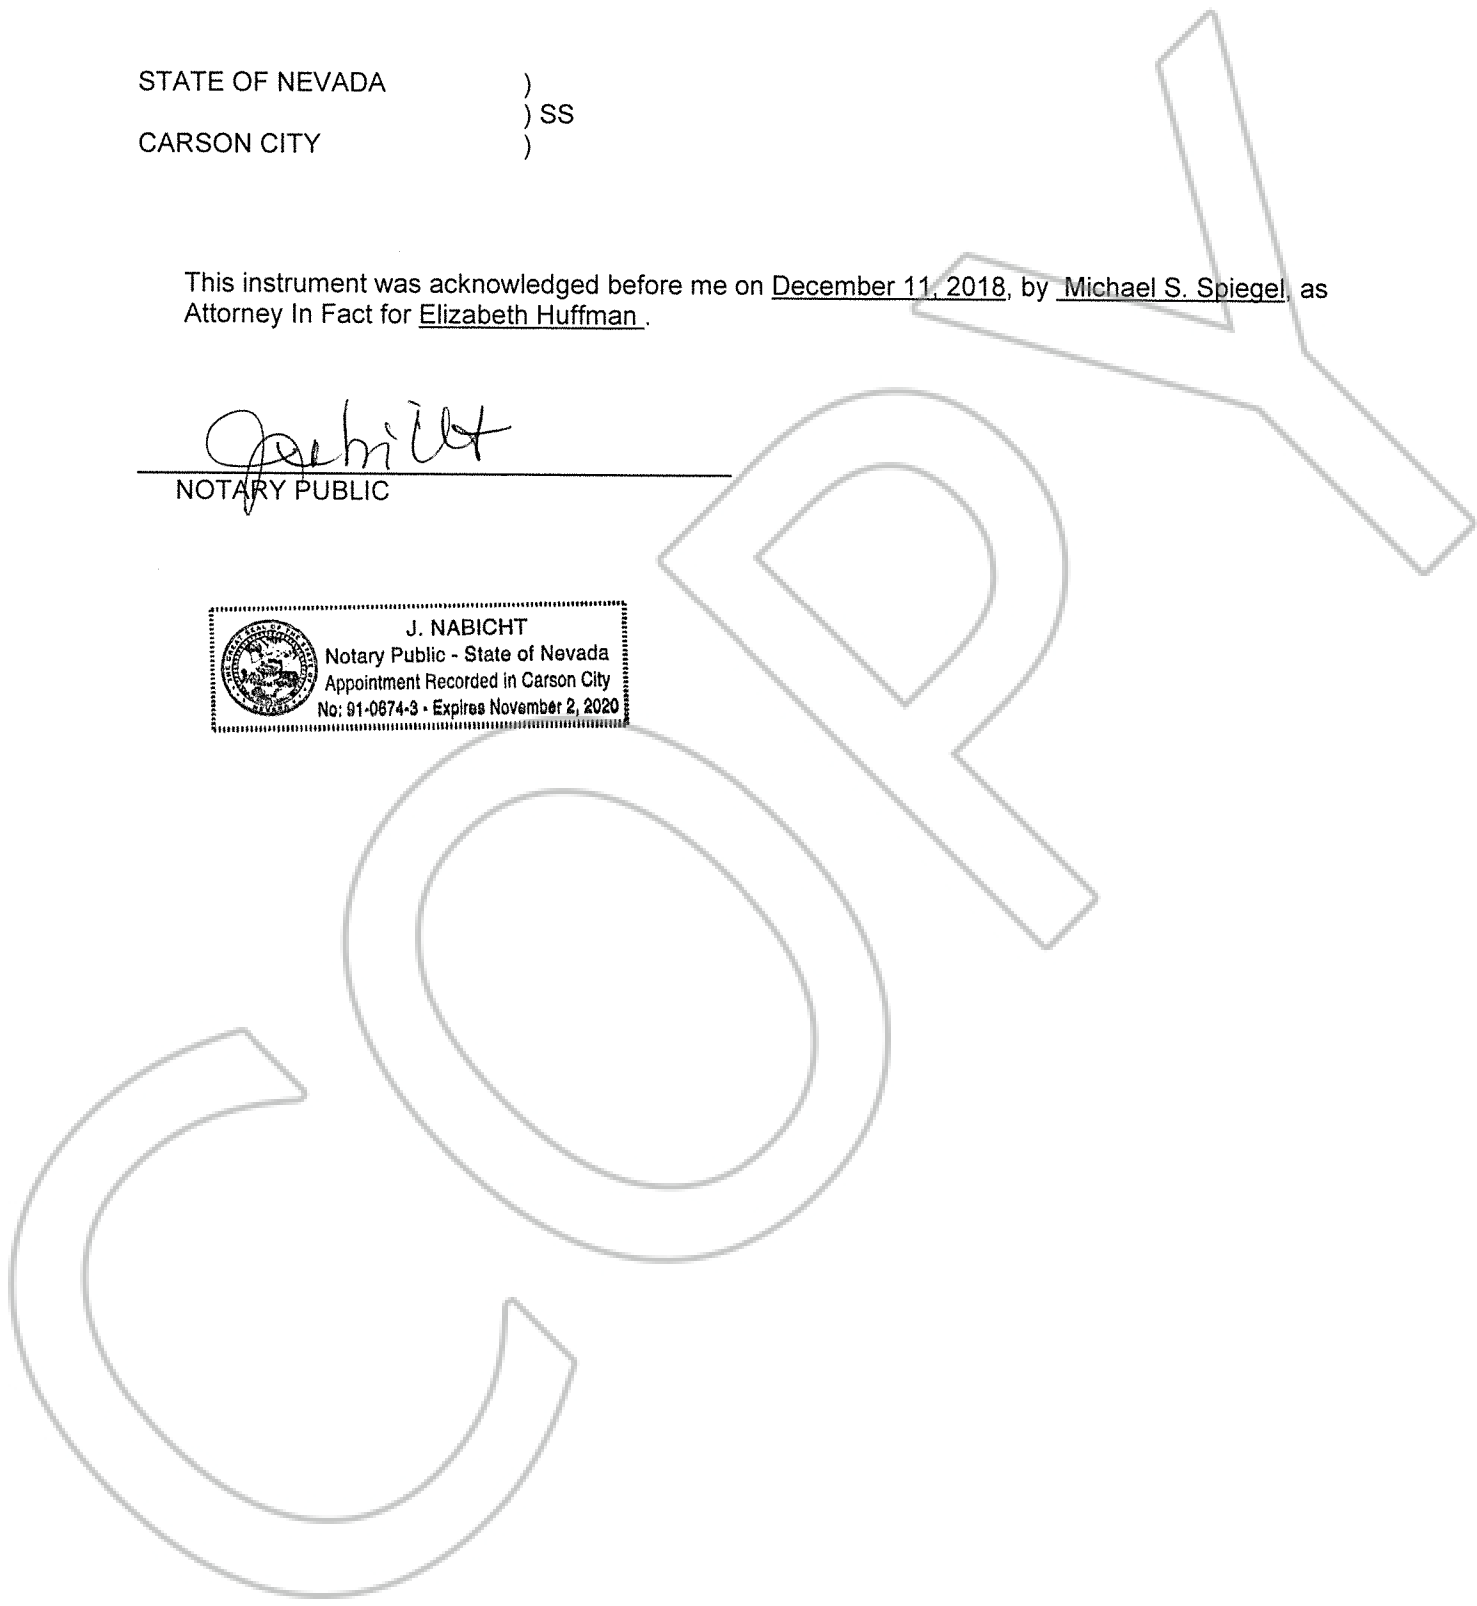 STATE OF NEVADA )
) SS
CARSON CITY )
This instrument was acknowledged before me on December 11, 2018, by Michael S. Spiegel, as
Attorney In Fact for Elizabeth Huffman .
NOTARY PUBLIC
J. NABICHT
Notary Public - State of Nevada
Appointment Recorded in Carson City
No: 91-0674-3 - Expires November 2, 2020
COPY